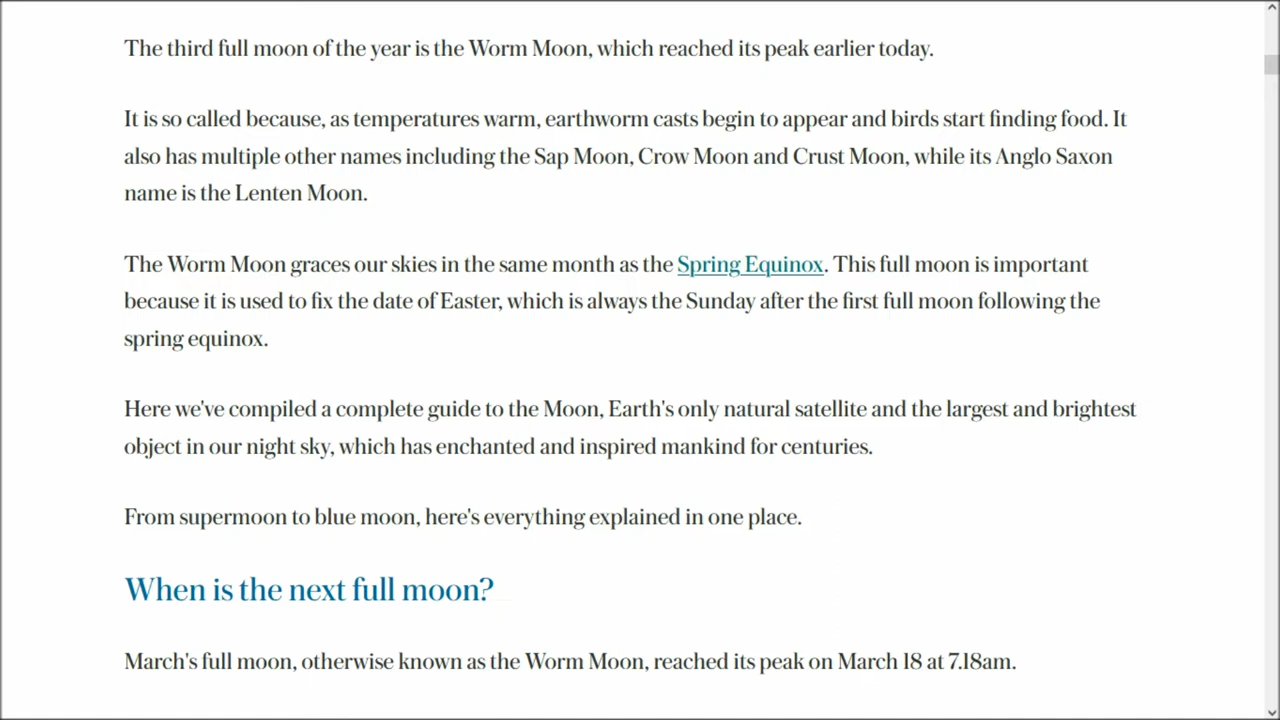 The third full moon of the year is the Worm Moon, which reached its peak earlier today.
It is so called because, as temperatures warm, earthworm casts begin to appear and birds start finding food. It
also has multiple other names including the Sap Moon, Crow Moon and Crust Moon, while its Anglo Saxon
name is the Lenten Moon.
The Worm Moon graces our skies in the same month as the Spring Equinox. This full moon is important
because it is used to fix the date of Easter, which is always the Sunday after the first full moon following the
spring equinox.
Here we've compiled a complete guide to the Moon, Earth's only natural satellite and the largest and brightest
object in our night sky, which has enchanted and inspired mankind for centuries.
From supermoon to blue moon, here's everything explained in one place.
When is the next full moon?
March's full moon, otherwise known as the Worm Moon, reached its peak on March 18 at 7.18am.